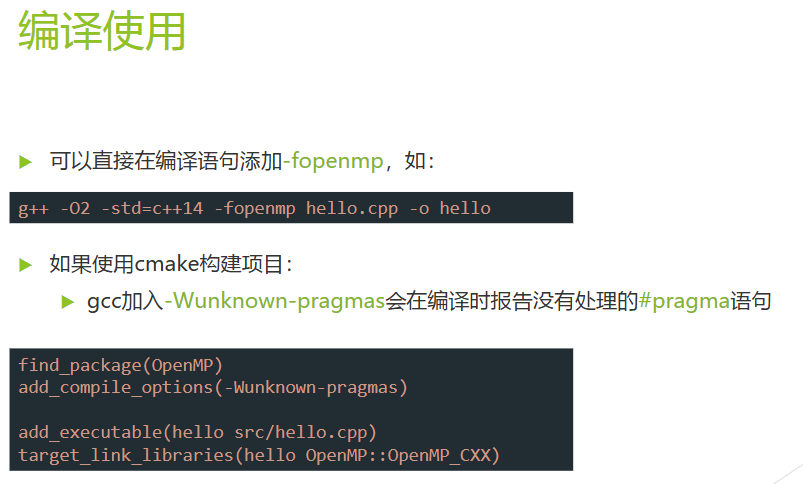 编译使用
可以直接在编译语句添加-fopenmp，如：
g++ -O2 -std=c++14 -fopenmp hello.cpp -o hello
如果使用cmake构建项目：
gcc加入-Wunknown-pragmas会在编译时报告没有处理的#pragma语句
find_package(OpenMP)
add_compile_options(-Wunknown-pragmas)
add_executable(hello src/hello.cpp)
target_link_libraries(hello OpenMP::OpenMP_CXX)